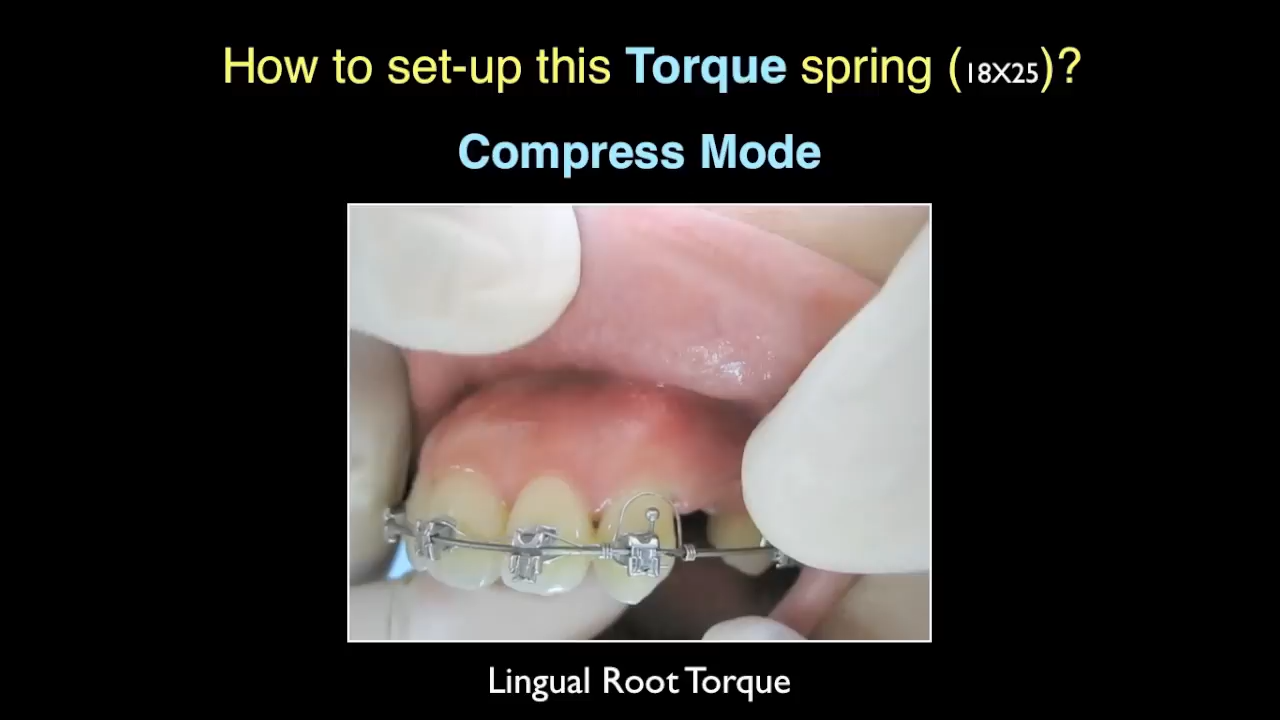 How to set-up this Torque spring (18X25)?
Compress Mode
Lingual Root Torque